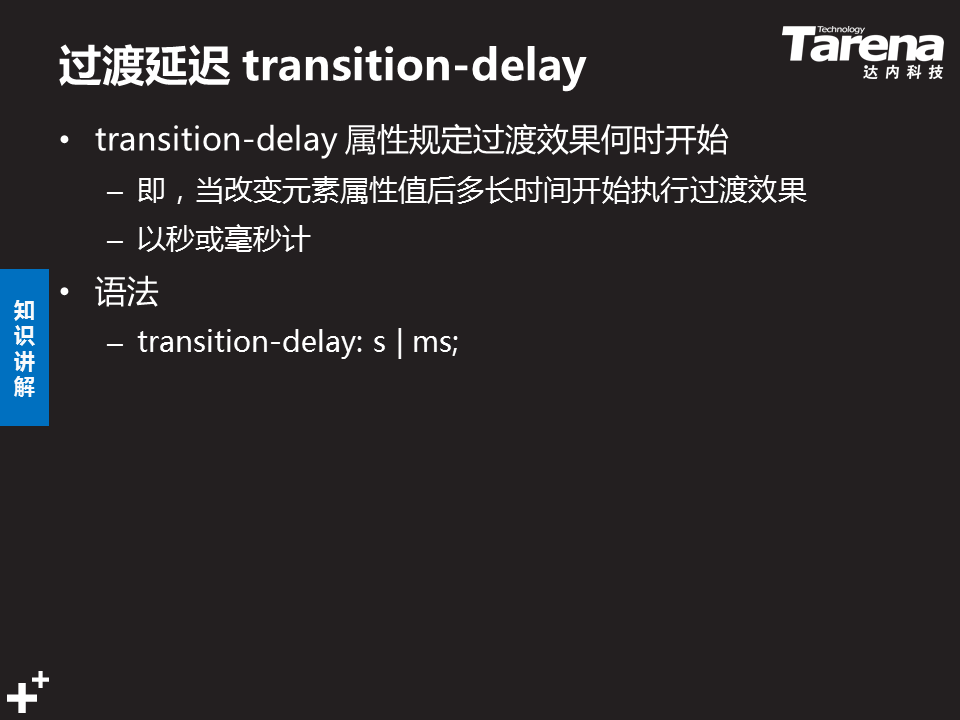 过渡延迟 transition-delay
Technology
Tarena
达内科技
• transition-delay 属性规定过渡效果何时开始
– 即，当改变元素属性值后多长时间开始执行过渡效果
– 以秒或毫秒计
• 语法
– transition-delay: s | ms;
知
识
讲
解